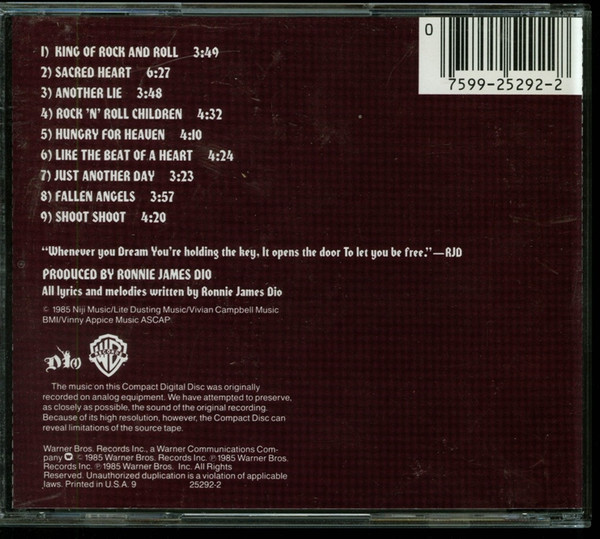 0
7599-25292-2
1) KING OF ROCK AND ROLL 3:49
2) SACRED HEART 6:27
3) ANOTHER LIE 3:48
4) ROCK 'N' ROLL CHILDREN 4:32
5) HUNGRY FOR HEAVEN 4:10
6) LIKE THE BEAT OF A HEART 4:24
7) JUST ANOTHER DAY 3:23
8) FALLEN ANGELS 3:57
9) SHOOT SHOOT 4:20
“Whenever you Dream You're holding the key, It opens the door To let you be free.”—RJD
PRODUCED BY RONNIE JAMES DIO
All lyrics and melodies written by Ronnie James Dio
© 1985 Niji Music/Lite Dusting Music/Vivian Campbell Music
BMI/Vinny Appice Music ASCAP.
DIO
RECORDS
WB
The music on this Compact Digital Disc was originally
recorded on analog equipment. We have attempted to preserve,
as closely as possible, the sound of the original recording.
Because of its high resolution, however, the Compact Disc can
reveal limitations of the source tape.
Warner Bros. Records Inc., a Warner Communications Com-
pany © 1985 Warner Bros. Records Inc. ℗ 1985 Warner Bros.
Records Inc. ℗ 1985 Warner Bros. Inc. All Rights
Reserved. Unauthorized duplication is a violation of applicable
laws. Printed in U.S.A. 9 25292-2